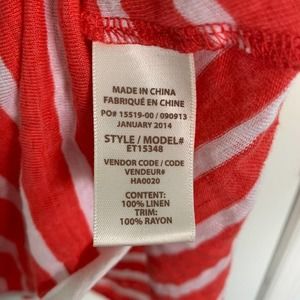 MADE IN CHINA
FABRIQUÉ EN CHINE
PO# 15519-00 / 090913
JANUARY 2014
STYLE / MODEL#
ET15348
VENDOR CODE / CODE
VENDEUR#
HA0020
CONTENT:
100% LINEN
TRIM:
100% RAYON